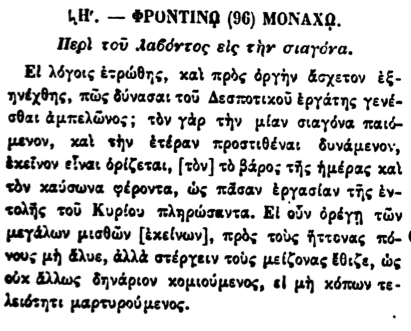 ϟΗʹ. — ΦΡΟΝΤΙΝῼ (96) ΜΟΝΑΧῼ.
Περὶ τοῦ λαβόντος εἰς τὴν σιαγόνα.
Εἰ λόγοις ἐτρώθης, καὶ πρὸς ὀργὴν ἄσχετον ἐξ-
ηνέχθης, πῶς δύνασαι τοῦ Δεσποτικοῦ ἐργάτης γενέ-
σθαι ἀμπελῶνος; τὸν γὰρ τὴν μίαν σιαγόνα παιό-
μενον, καὶ τὴν ἑτέραν προστιθέναι δυνάμενον,
ἐκεῖνον εἶναι ὁρίζεται, [τὸν] τὸ βάρος τῆς ἡμέρας καὶ
τὸν καύσωνα φέροντα, ὡς πᾶσαν ἐργασίαν τῆς ἐν-
τολῆς τοῦ Κυρίου πληρώσαντα. Εἰ οὖν ὀρέγῃ τῶν
μεγάλων μισθῶν [ἐκείνων], πρὸς τοὺς ἥττονας πό-
νους μὴ ἄλυε, ἀλλὰ στέργειν τοὺς μείζονας ἔθιζε, ὡς
οὐκ ἄλλως δηνάριον κομιούμενος, εἰ μὴ κόπων τε-
λειότητι μαρτυρούμενος.